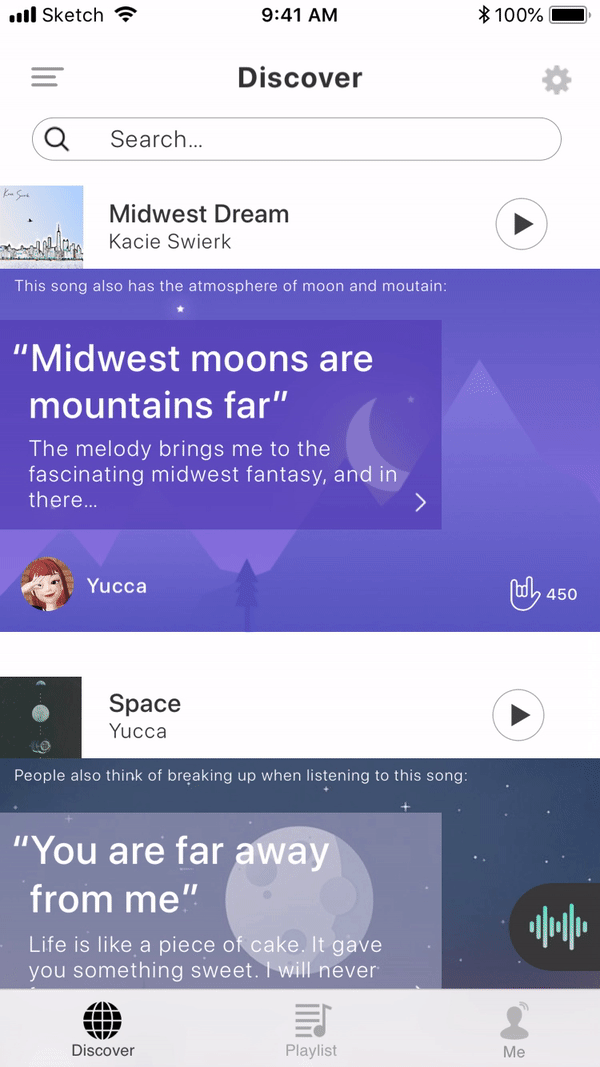 Sketch 9:41 AM 100%
Discover
Search...
Midwest Dream
Kacie Swierk
This song also has the atmosphere of moon and moutain:
“Midwest moons are
mountains far”
The melody brings me to the
fascinating midwest fantasy, and in
there...
Yucca
450
Space
Yucca
People also think of breaking up when listening to this song:
“You are far away
from me”
Life is like a piece of cake. It gave
you something sweet. I will never
Discover Playlist Me